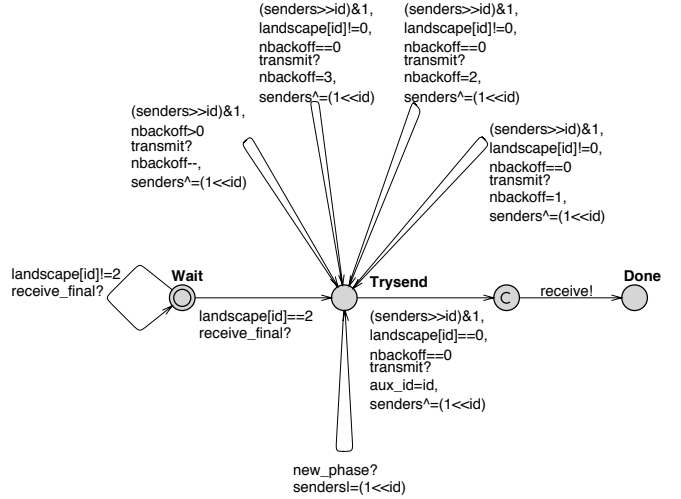 (senders>>id)&1,
landscape[id]!=0,
nbackoff==0
transmit?
nbackoff=3,
senders^=(1<<id)
(senders>>id)&1,
landscape[id]!=0,
nbackoff==0
transmit?
nbackoff=2,
senders^=(1<<id)
(senders>>id)&1,
nbackoff>0
transmit?
nbackoff--,
senders^=(1<<id)
(senders>>id)&1,
landscape[id]!=0,
nbackoff==0
transmit?
nbackoff=1,
senders^=(1<<id)
landscape[id]!=2
receive_final?
Wait
landscape[id]==2
receive_final?
Trysend
(senders>>id)&1,
landscape[id]==0,
nbackoff==0
transmit?
aux_id=id,
senders^=(1<<id)
C
receive!
Done
new_phase?
senders|=(1<<id)